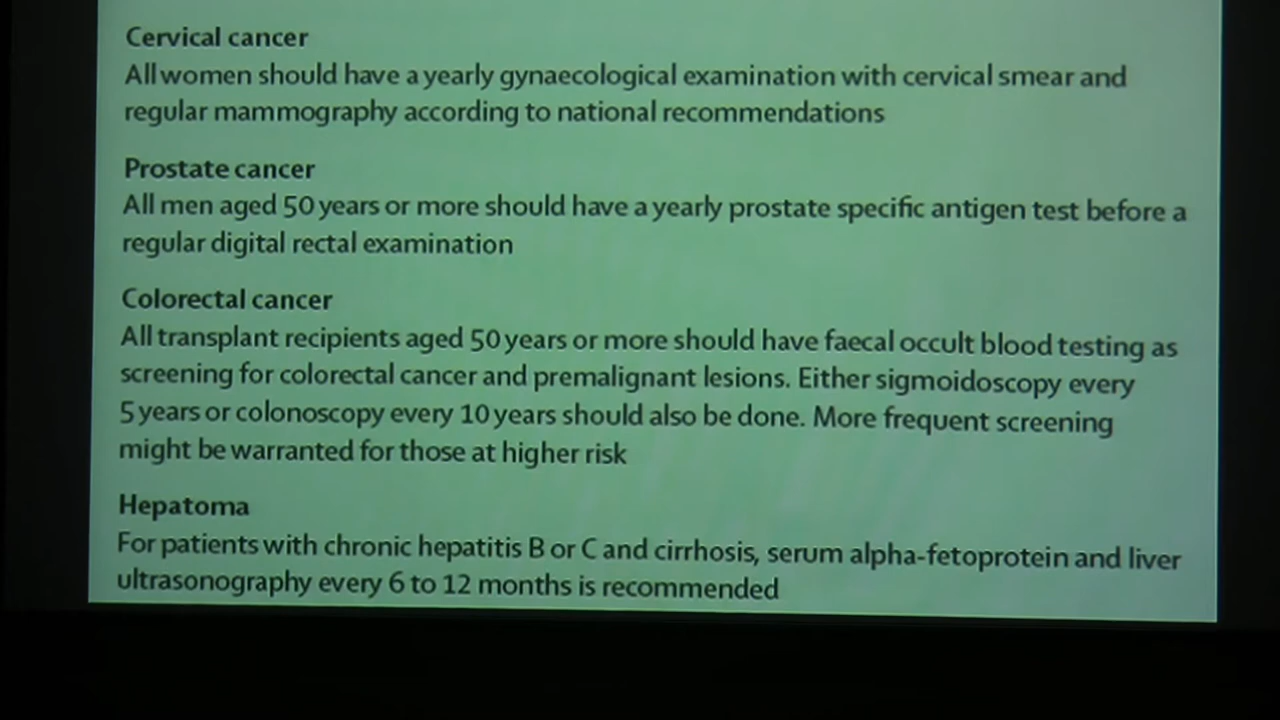 Cervical cancer
All women should have a yearly gynaecological examination with cervical smear and
regular mammography according to national recommendations
Prostate cancer
All men aged 50 years or more should have a yearly prostate specific antigen test before a
regular digital rectal examination
Colorectal cancer
All transplant recipients aged 50 years or more should have faecal occult blood testing as
screening for colorectal cancer and premalignant lesions. Either sigmoidoscopy every
5 years or colonoscopy every 10 years should also be done. More frequent screening
might be warranted for those at higher risk
Hepatoma
For patients with chronic hepatitis B or C and cirrhosis, serum alpha-fetoprotein and liver
ultrasonography every 6 to 12 months is recommended